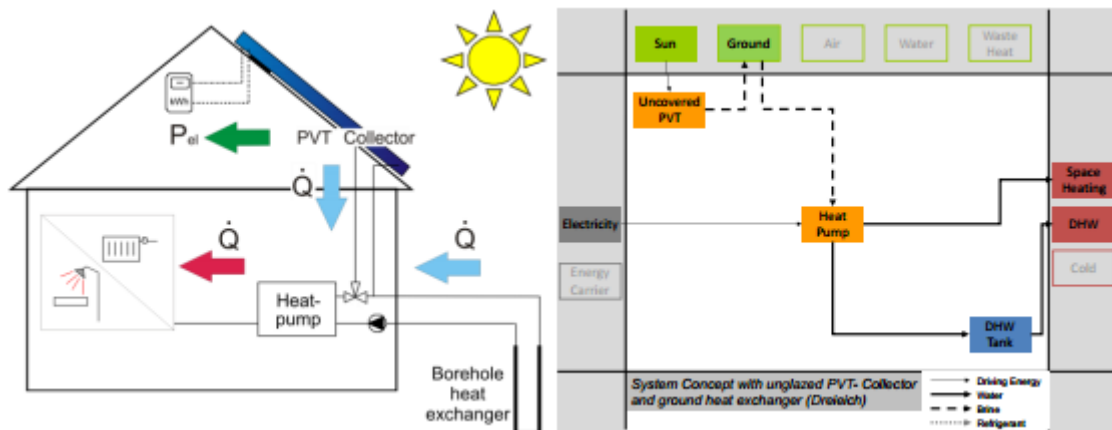 kWh
P el
PVT Collector
Q̇
Q̇
Q̇
Heat-
pump
Borehole
heat
exchanger
Sun
Ground
Air
Water
Waste
Heat
Uncovered
PVT
Space
Heating
Electricity
Heat
Pump
DHW
Energy
Carrier
Cold
DHW
Tank
System Concept with unglazed PVT- Collector
and ground heat exchanger (Dreieich)
Driving Energy
Water
Brine
Refrigerant